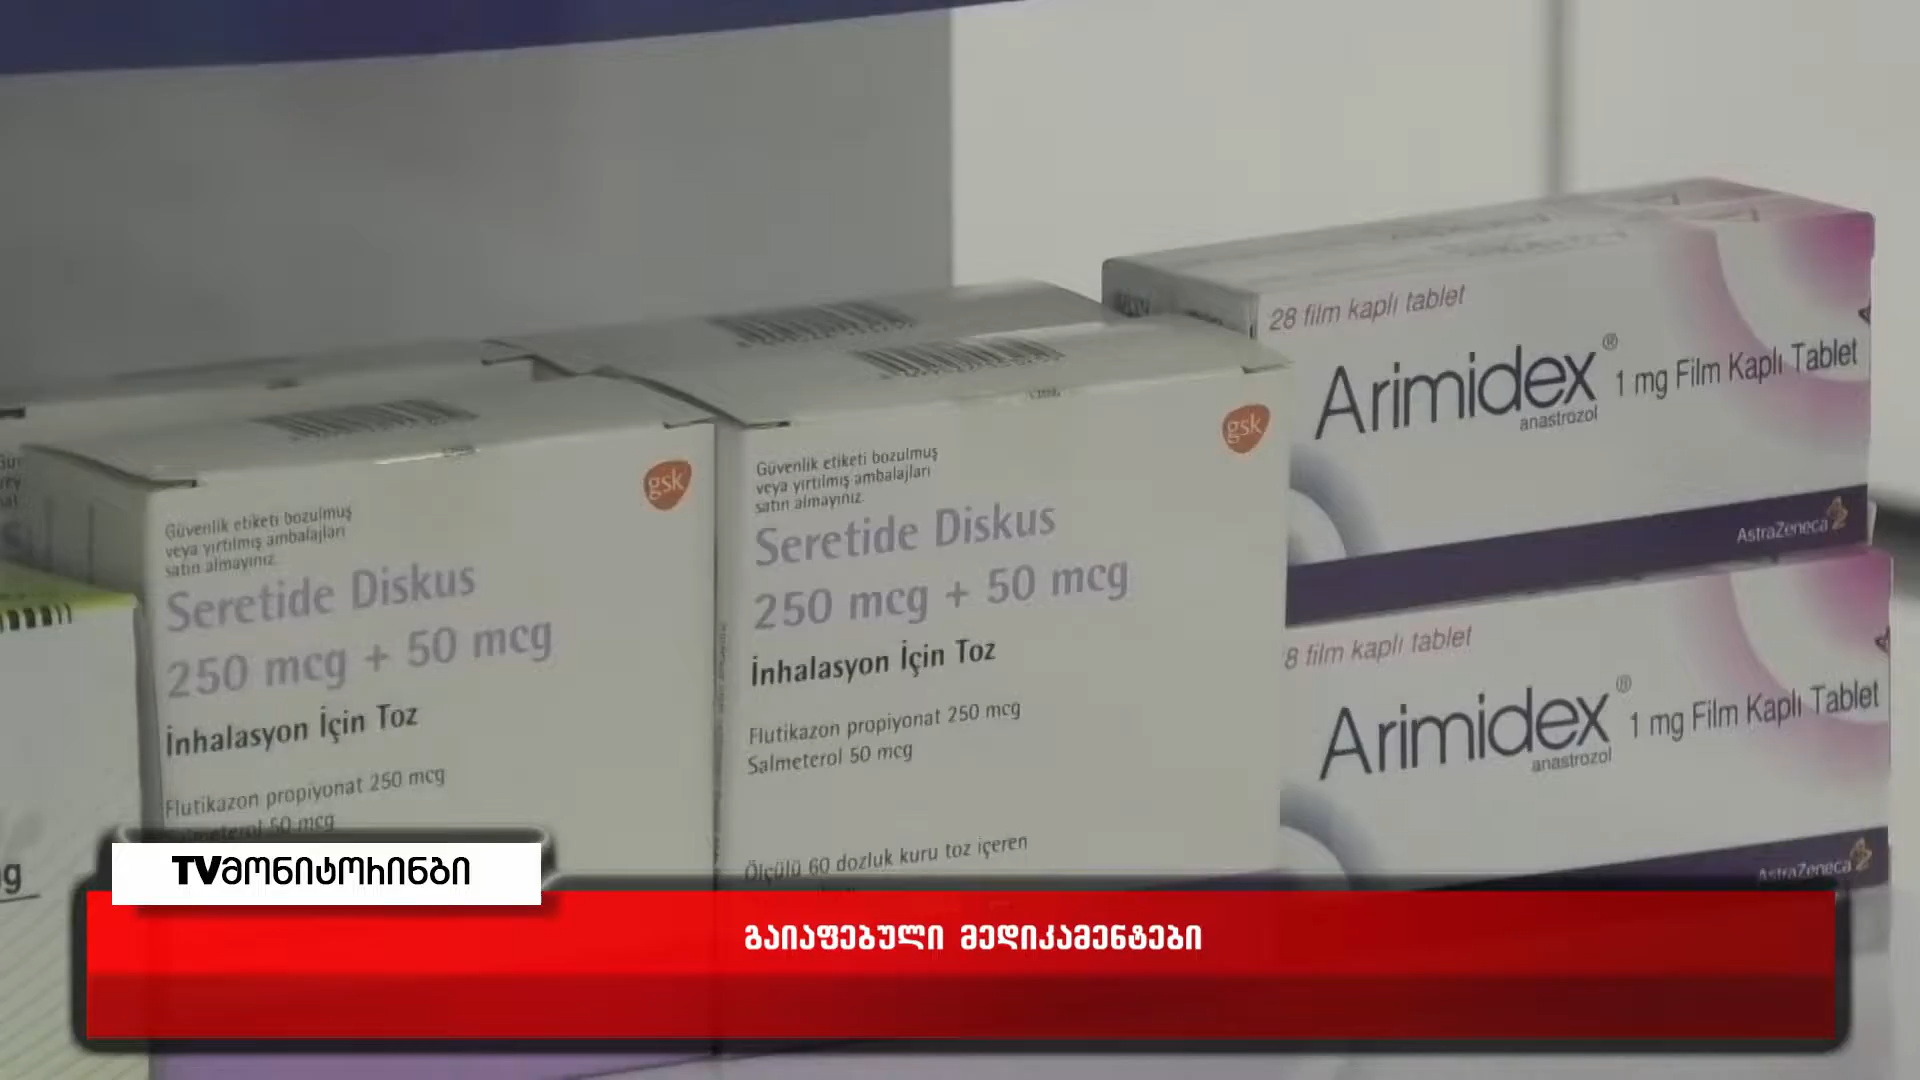 28 film kaplı tablet
Arimidex® 1 mg Film Kaplı Tablet
anastrozol
AstraZeneca
8 film kaplı tablet
Arimidex® 1 mg Film Kaplı Tablet
anastrozol
AstraZeneca
gsk
Güvenlik etiketi bozulmuş
veya yırtılmış ambalajları
satın almayınız.
Seretide Diskus
250 mcg + 50 mcg
İnhalasyon İçin Toz
Flutikazon propiyonat 250 mcg
Salmeterol 50 mcg
Ölçülü 60 dozluk kuru toz içeren
gsk
Güvenlik etiketi bozulmuş
veya yırtılmış ambalajları
satın almayınız.
Seretide Diskus
250 mcg + 50 mcg
İnhalasyon İçin Toz
Flutikazon propiyonat 250 mcg
Salmeterol 50 mcg
TVმონიტორინგი
გაიაფებული მედიკამენტები